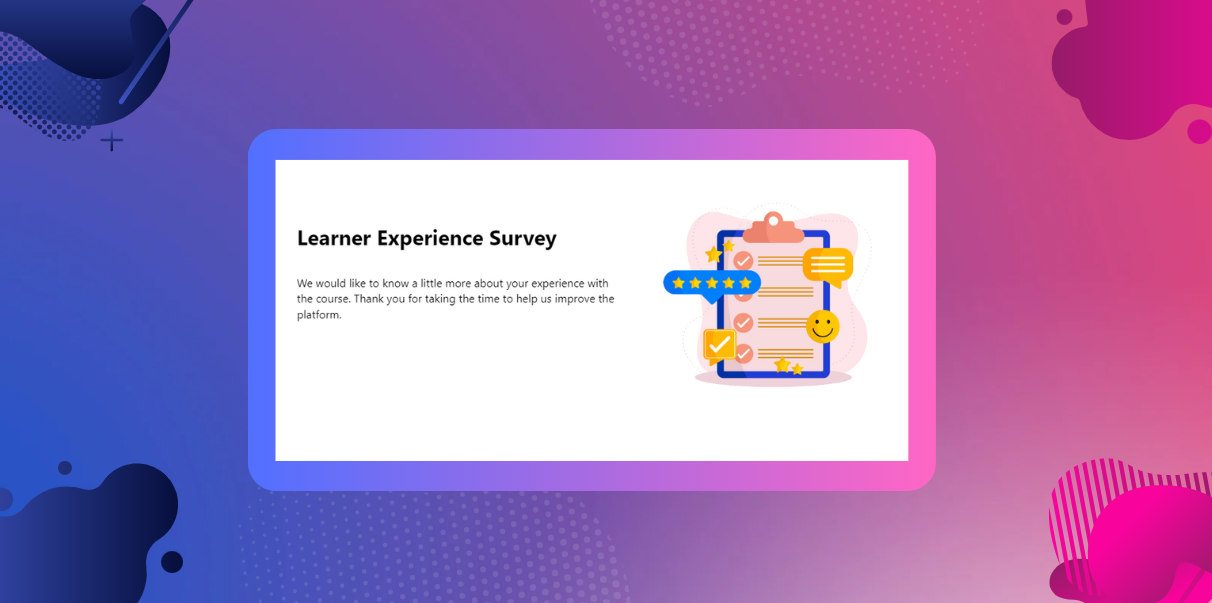 Learner Experience Survey
We would like to know a little more about your experience with
the course. Thank you for taking the time to help us improve the
platform.